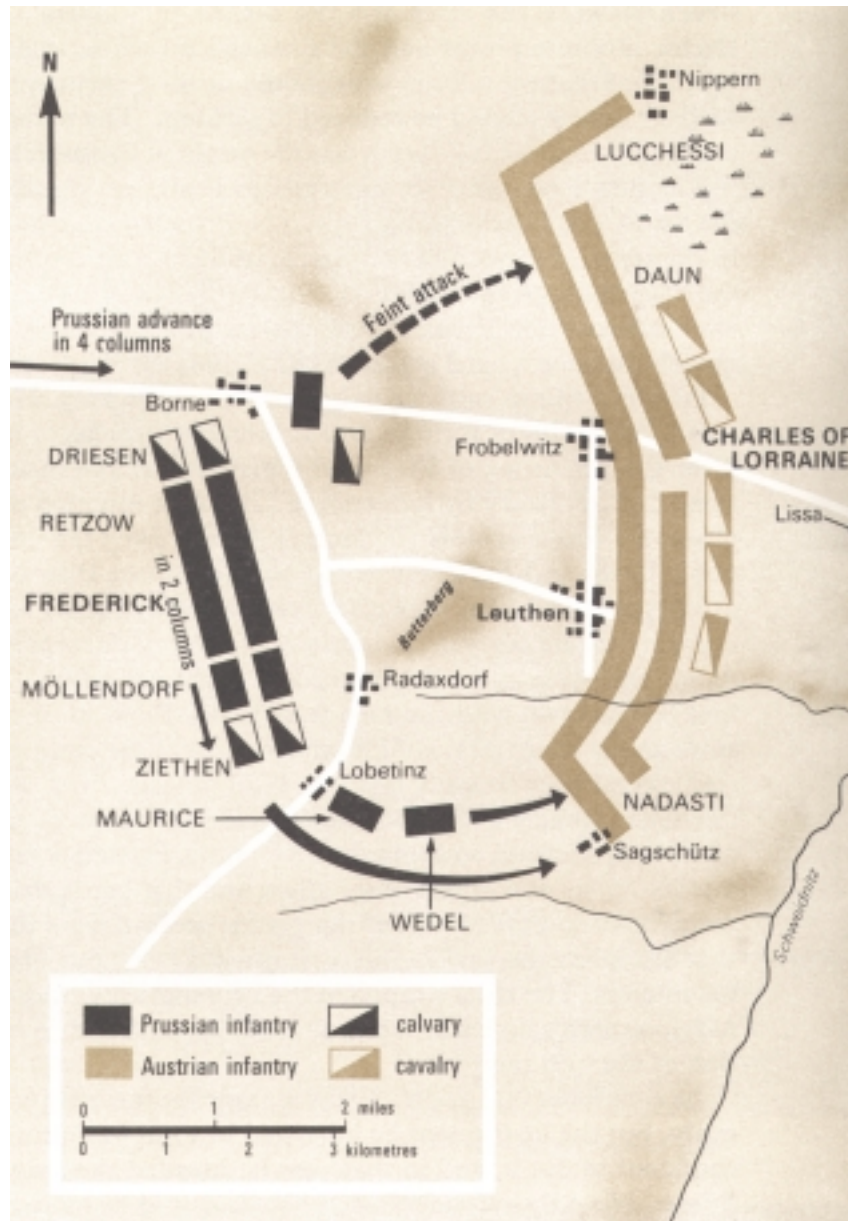 N
Nippern
LUCCHESSI
DAUN
Feint attack
Prussian advance
in 4 columns
Borne
DRIESEN
Frobelwitz
CHARLES OF
LORRAINE
RETZOW
Lissa
in 2 columns
FREDERICK
Butterberg
Leuthen
MÖLLENDORF
Radaxdorf
ZIETHEN
Lobetinz
NADASTI
MAURICE
Sagschütz
WEDEL
Schweidnitz
Prussian infantry calvary
Austrian infantry cavalry
0 1 2 miles
0 1 2 3 kilometres